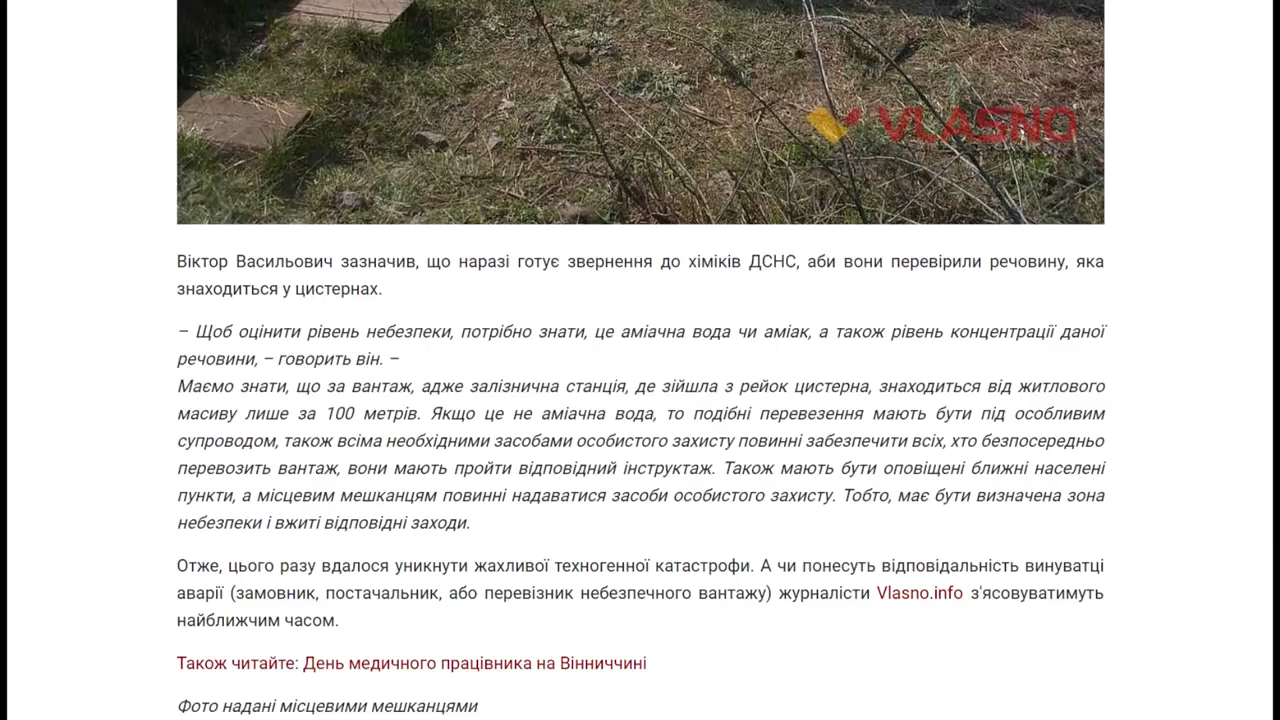 VLASNO
Віктор Васильович зазначив, що наразі готує звернення до хіміків ДСНС, аби вони перевірили речовину, яка
знаходиться у цистернах.
– Щоб оцінити рівень небезпеки, потрібно знати, це аміачна вода чи аміак, а також рівень концентрації даної
речовини, – говорить він. –
Маємо знати, що за вантаж, адже залізнична станція, де зійшла з рейок цистерна, знаходиться від житлового
масиву лише за 100 метрів. Якщо це не аміачна вода, то подібні перевезення мають бути під особливим
супроводом, також всіма необхідними засобами особистого захисту повинні забезпечити всіх, хто безпосередньо
перевозить вантаж, вони мають пройти відповідний інструктаж. Також мають бути оповіщені ближні населені
пункти, а місцевим мешканцям повинні надаватися засоби особистого захисту. Тобто, має бути визначена зона
небезпеки і вжиті відповідні заходи.
Отже, цього разу вдалося уникнути жахливої техногенної катастрофи. А чи понесуть відповідальність винуватці
аварії (замовник, постачальник, або перевізник небезпечного вантажу) журналісти Vlasno.info з'ясовуватимуть
найближчим часом.
Також читайте: День медичного працівника на Вінниччині
Фото надані місцевими мешканцями